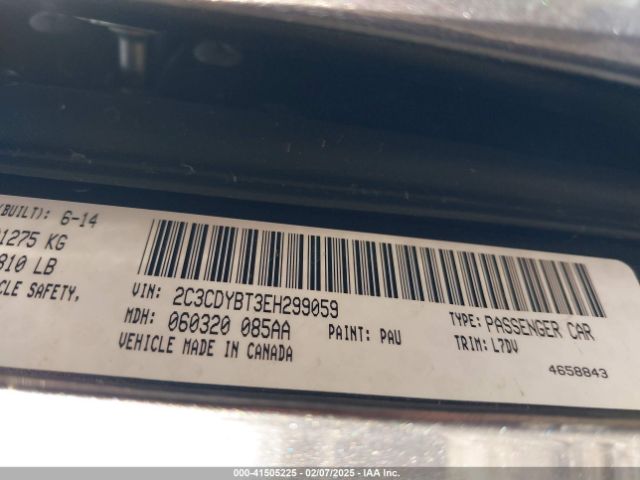 (BUILT): 6-14
1275 KG
810 LB
CLE SAFETY,
VIN: 2C3CDYBT3EH299059
MDH: 060320 085AA PAINT: PAU
VEHICLE MADE IN CANADA
TYPE: PASSENGER CAR
TRIM: L7DV
4658843
000-41505225 - 02/07/2025 - IAA Inc.